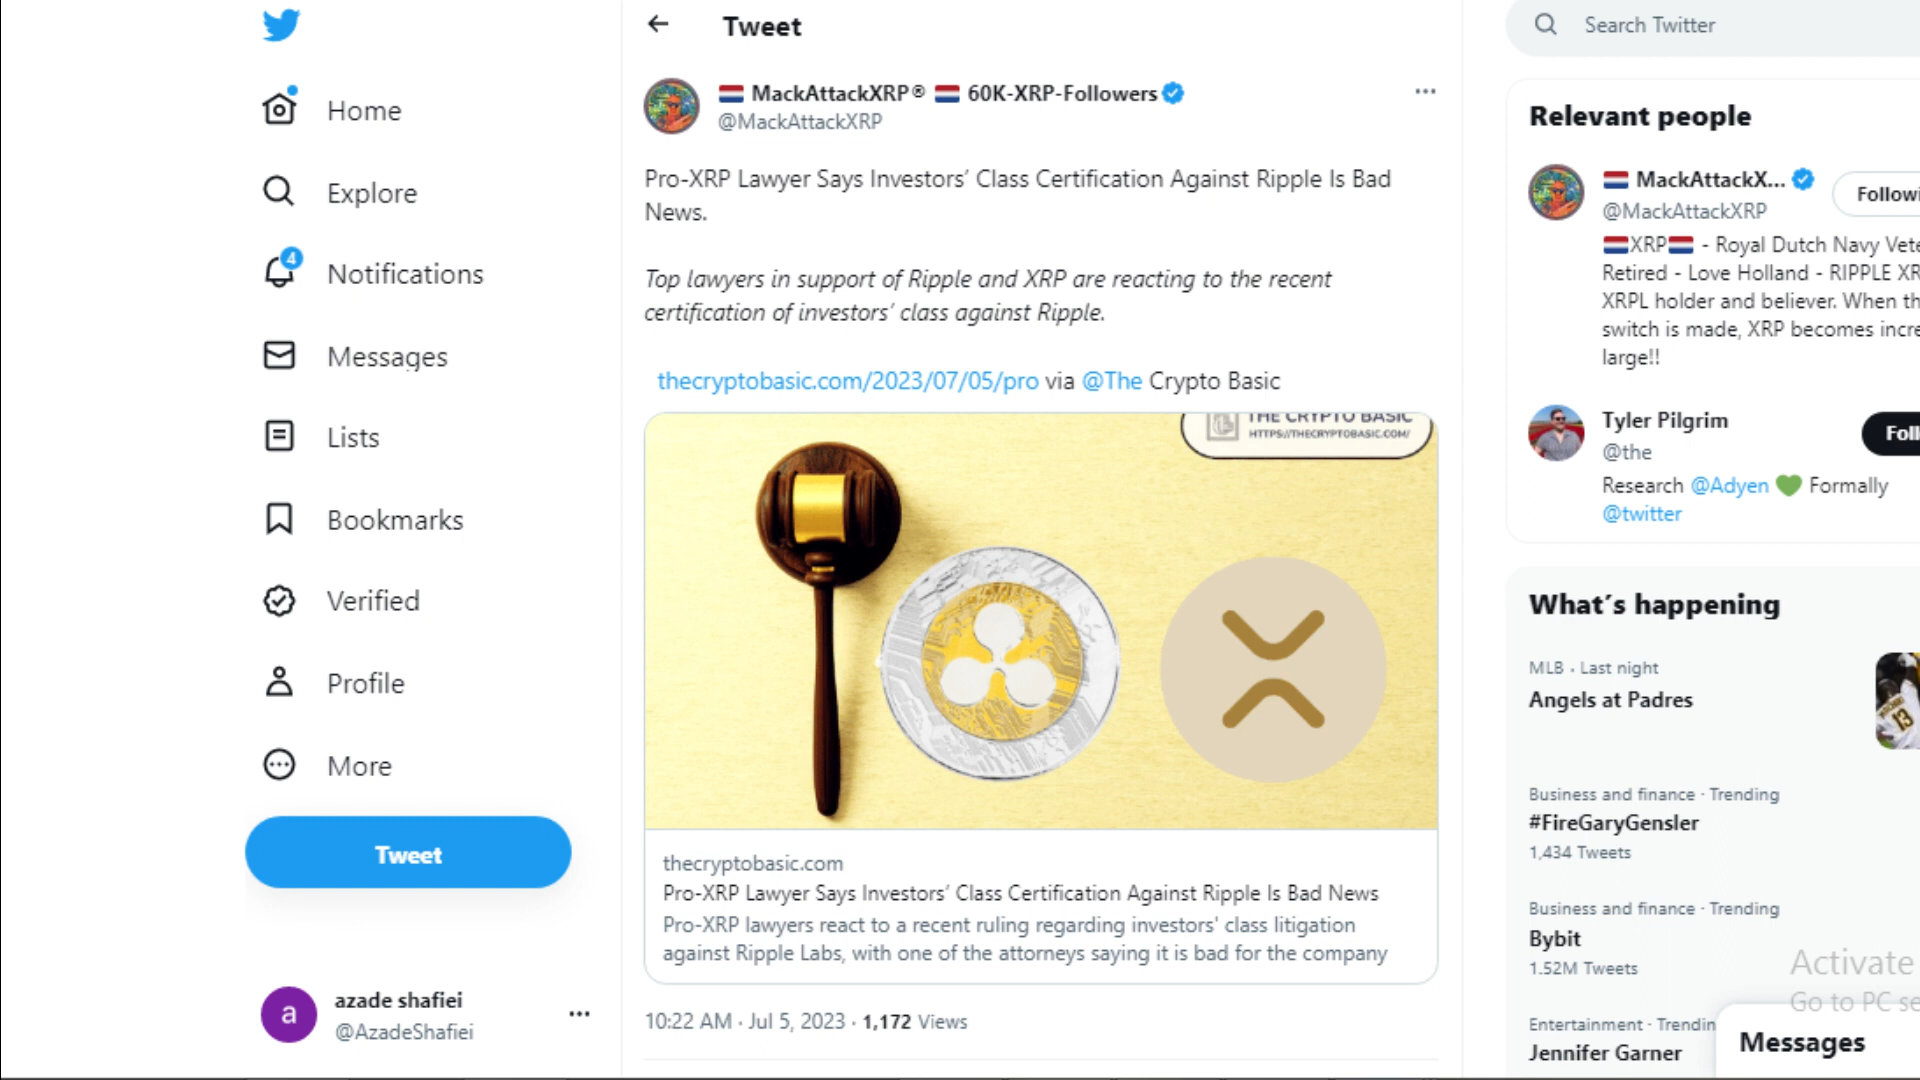 Home
Explore
4
Notifications
Messages
Lists
Bookmarks
Verified
Profile
More
Tweet
a
azade shafiei
@AzadeShafiei
Tweet
MackAttackXRP® 60K-XRP-Followers
@MackAttackXRP
Pro-XRP Lawyer Says Investors’ Class Certification Against Ripple Is Bad
News.
Top lawyers in support of Ripple and XRP are reacting to the recent
certification of investors’ class against Ripple.
thecryptobasic.com/2023/07/05/pro via @The Crypto Basic
THE CRYPTO BASIC
HTTPS://THECRYPTOBASIC.COM/
thecryptobasic.com
Pro-XRP Lawyer Says Investors’ Class Certification Against Ripple Is Bad News
Pro-XRP lawyers react to a recent ruling regarding investors' class litigation
against Ripple Labs, with one of the attorneys saying it is bad for the company
10:22 AM · Jul 5, 2023 · 1,172 Views
Search Twitter
Relevant people
MackAttackX...
Followi
@MackAttackXRP
XRP - Royal Dutch Navy Vete
Retired - Love Holland - RIPPLE XR
XRPL holder and believer. When th
switch is made, XRP becomes incre
large!!
Tyler Pilgrim
Foll
@the
Research @Adyen 💚 Formally
@twitter
What’s happening
MLB · Last night
Angels at Padres
13
Business and finance · Trending
#FireGaryGensler
1,434 Tweets
Business and finance · Trending
Bybit
1.52M Tweets
Activate
Go to PC se
Entertainment · Trendin
Jennifer Garner
Messages